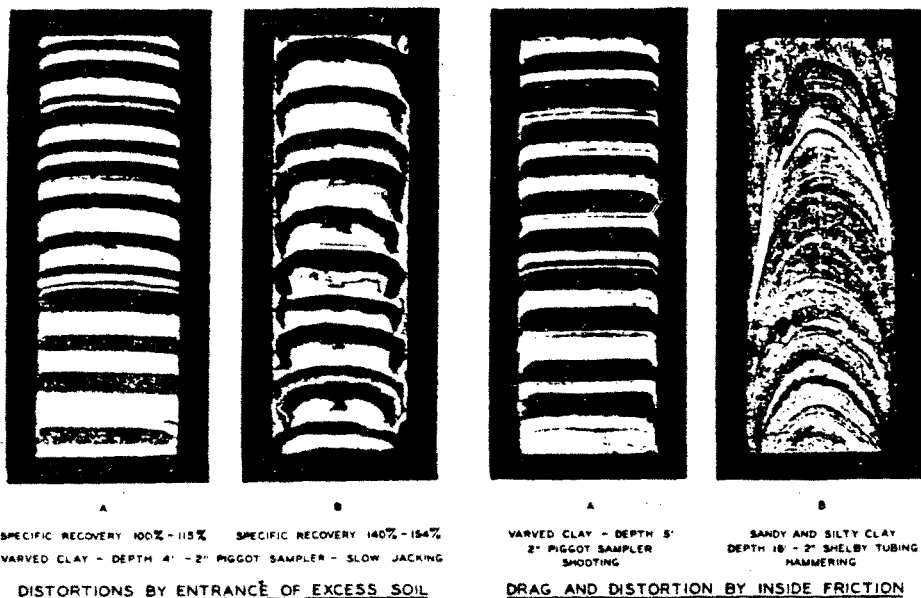 A
SPECIFIC RECOVERY 100% - 115%
B
SPECIFIC RECOVERY 140% - 154%
VARVED CLAY - DEPTH 4' - 2" PIGGOT SAMPLER - SLOW JACKING
DISTORTIONS BY ENTRANCE OF EXCESS SOIL
A
VARVED CLAY - DEPTH 5'
2" PIGGOT SAMPLER
SHOOTING
B
SANDY AND SILTY CLAY
DEPTH 18' - 2" SHELBY TUBING
HAMMERING
DRAG AND DISTORTION BY INSIDE FRICTION